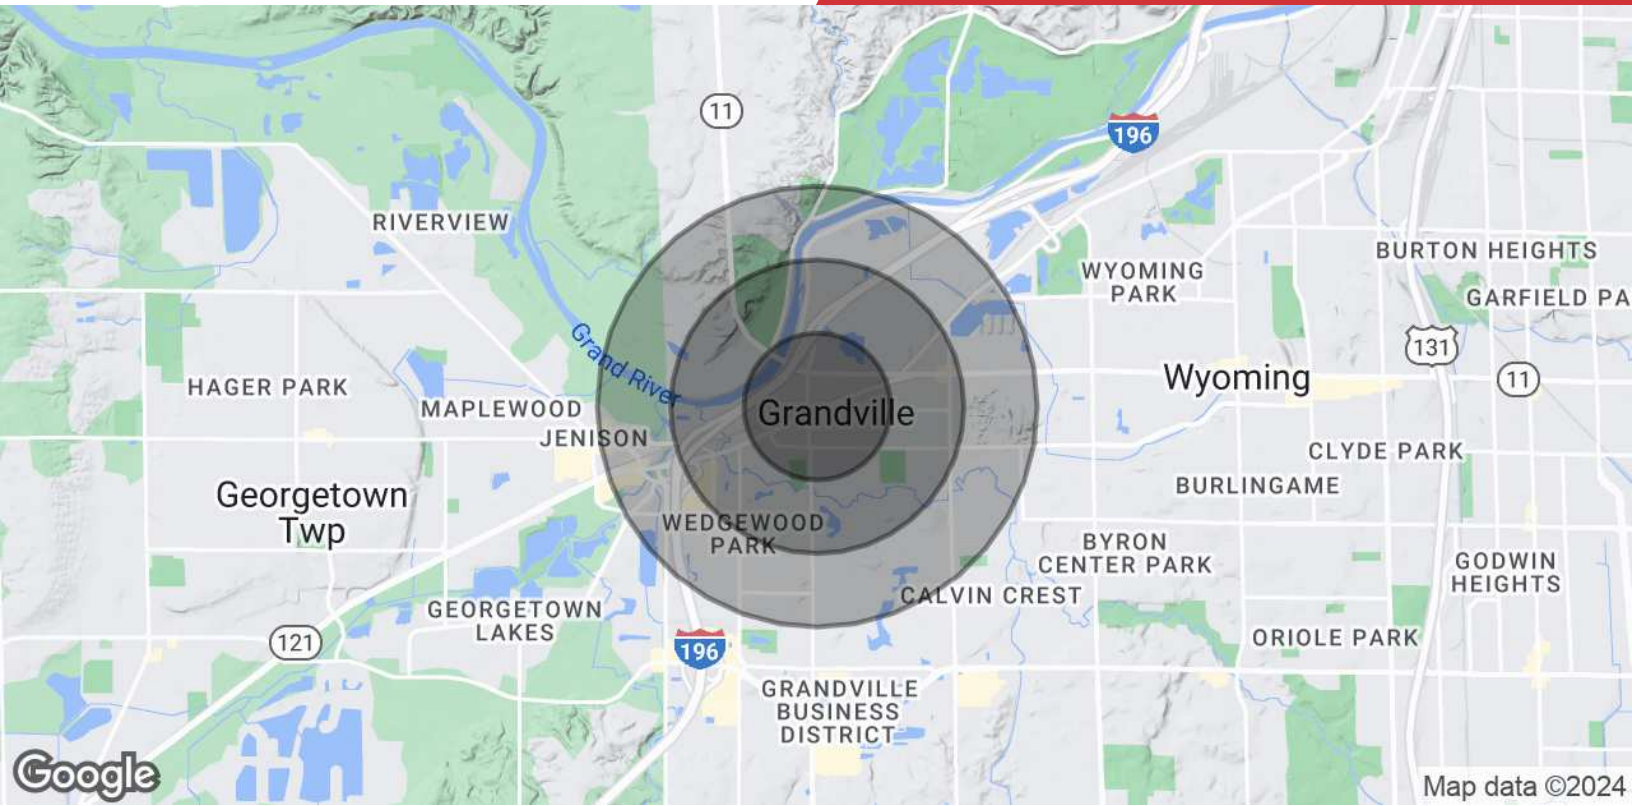 11
196
RIVERVIEW
BURTON HEIGHTS
WYOMING
PARK
GARFIELD PA
Grand River
131
Wyoming
11
HAGER PARK
MAPLEWOOD
Grandville
JENISON
CLYDE PARK
Georgetown
Twp
BURLINGAME
WEDGEWOOD
PARK
BYRON
CENTER PARK
GODWIN
HEIGHTS
CALVIN CREST
GEORGETOWN
LAKES
121
196
ORIOLE PARK
GRANDVILLE
BUSINESS
DISTRICT
Google
Map data ©2024